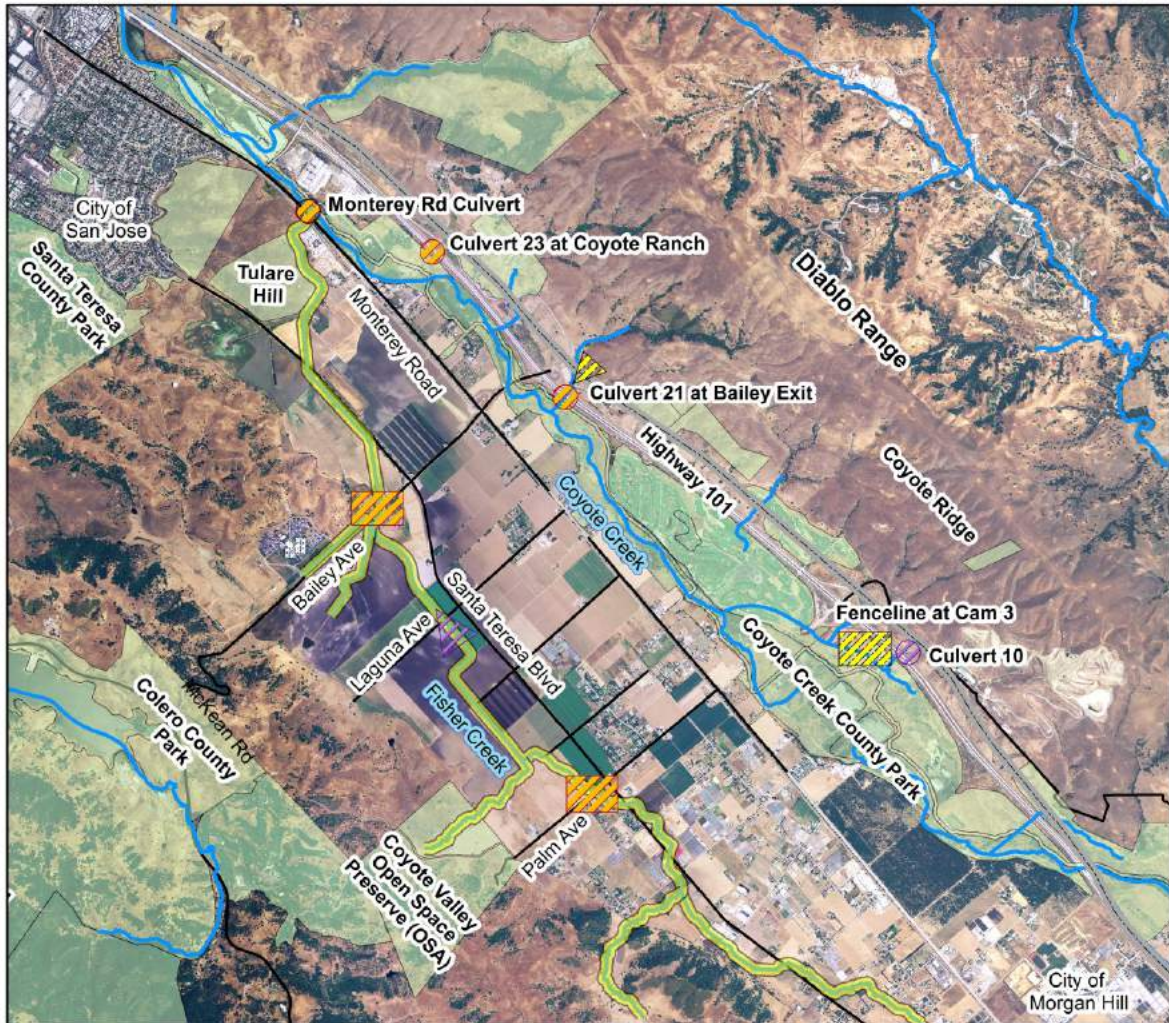 Monterey Rd Culvert
City of
San Jose
Culvert 23 at Coyote Ranch
Santa Teresa
County Park
Tulare
Hill
Diablo Range
Monterey Road
Culvert 21 at Bailey Exit
Highway 101
Coyote Ridge
Coyote Creek
Bailey Ave
Santa Teresa Blvd
Laguna Ave
Fenceline at Cam 3
Culvert 10
Coyote Creek County Park
McKean Rd
Colero County
Park
Fisher Creek
Palm Ave
Coyote Valley
Open Space
Preserve (OSA)
City of
Morgan Hill